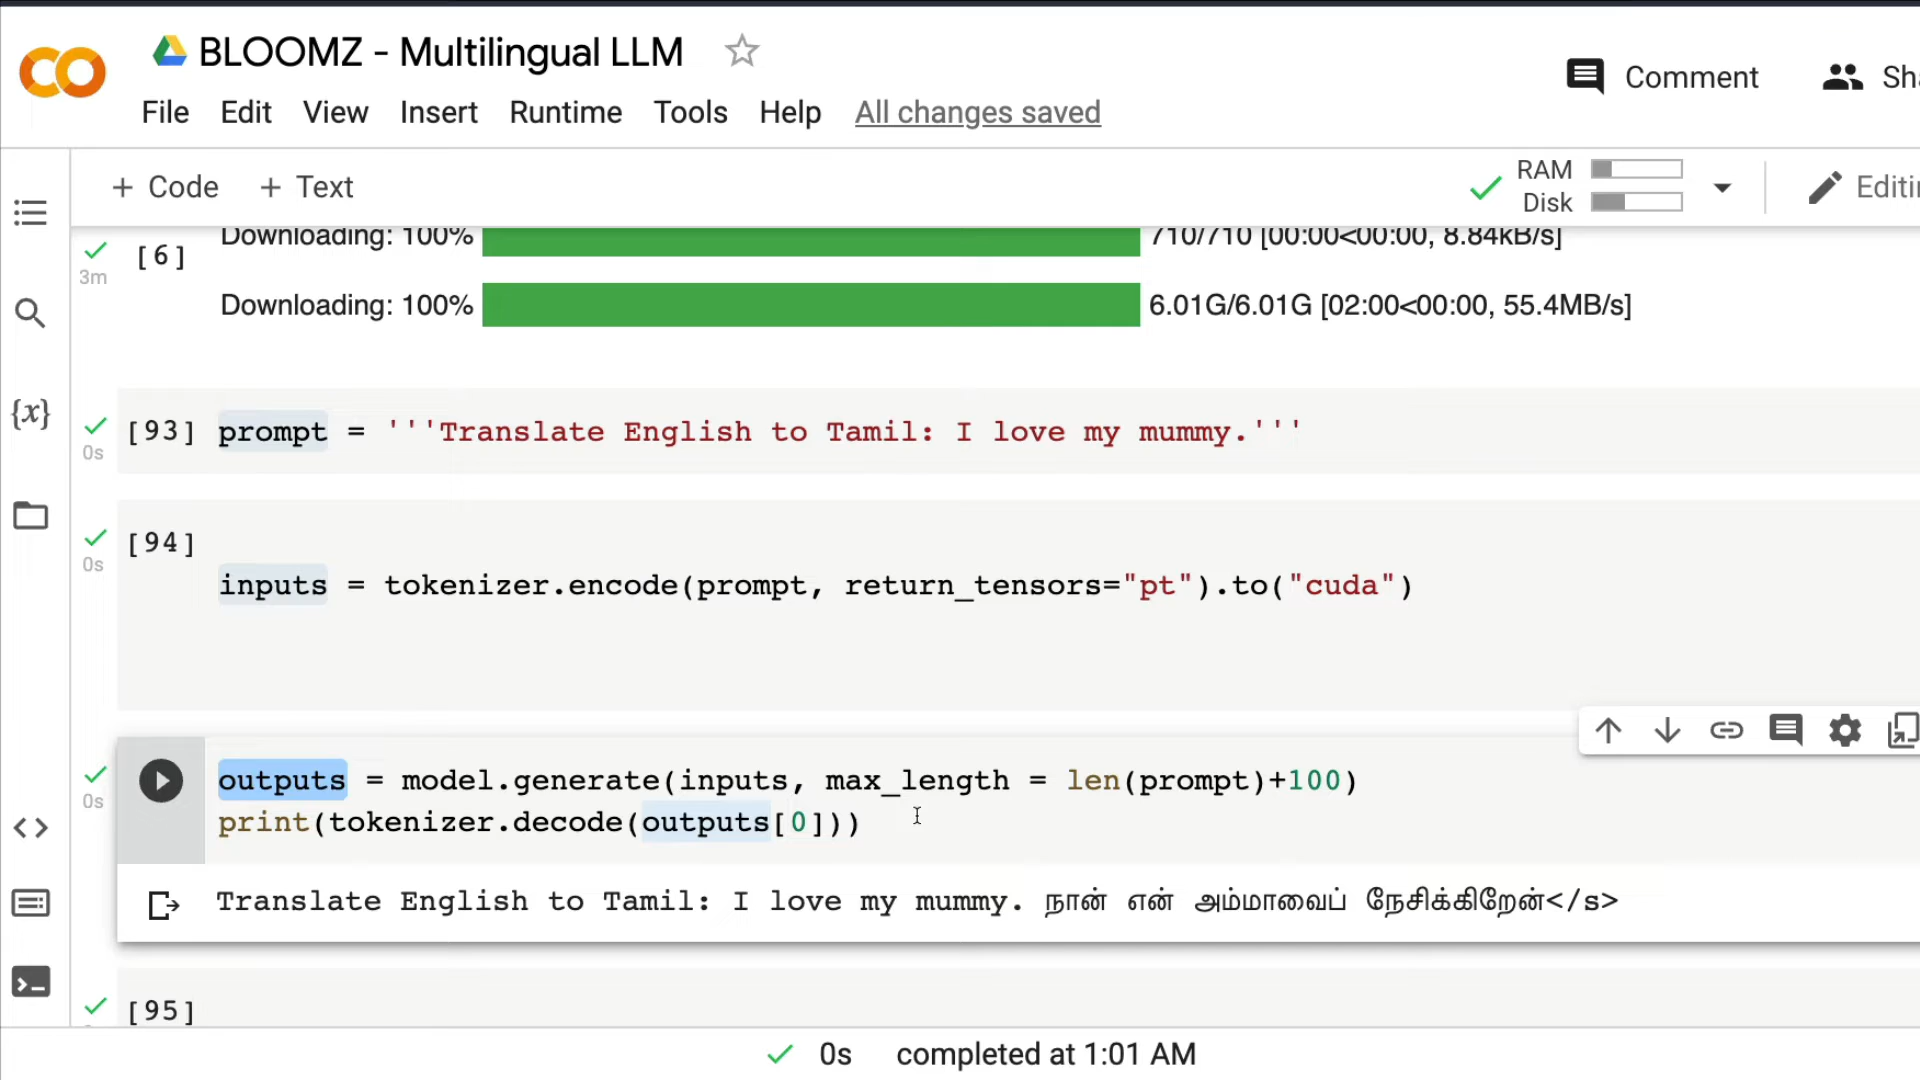 BLOOMZ - Multilingual LLM
Comment
File Edit View Insert Runtime Tools Help All changes saved
+ Code + Text
RAM
Disk
[6]
3m
Downloading: 100% 710/710 [00:00<00:00, 8.84kB/s]
Downloading: 100% 6.01G/6.01G [02:00<00:00, 55.4MB/s]
{x}
[93] prompt = '''Translate English to Tamil: I love my mummy.'''
0s
[94]
0s
inputs = tokenizer.encode(prompt, return_tensors="pt").to("cuda")
outputs = model.generate(inputs, max_length = len(prompt)+100)
0s
print(tokenizer.decode(outputs[0]))
Translate English to Tamil: I love my mummy. நான் என் அம்மாவைப் நேசிக்கிறேன்</s>
[95]
0s completed at 1:01 AM